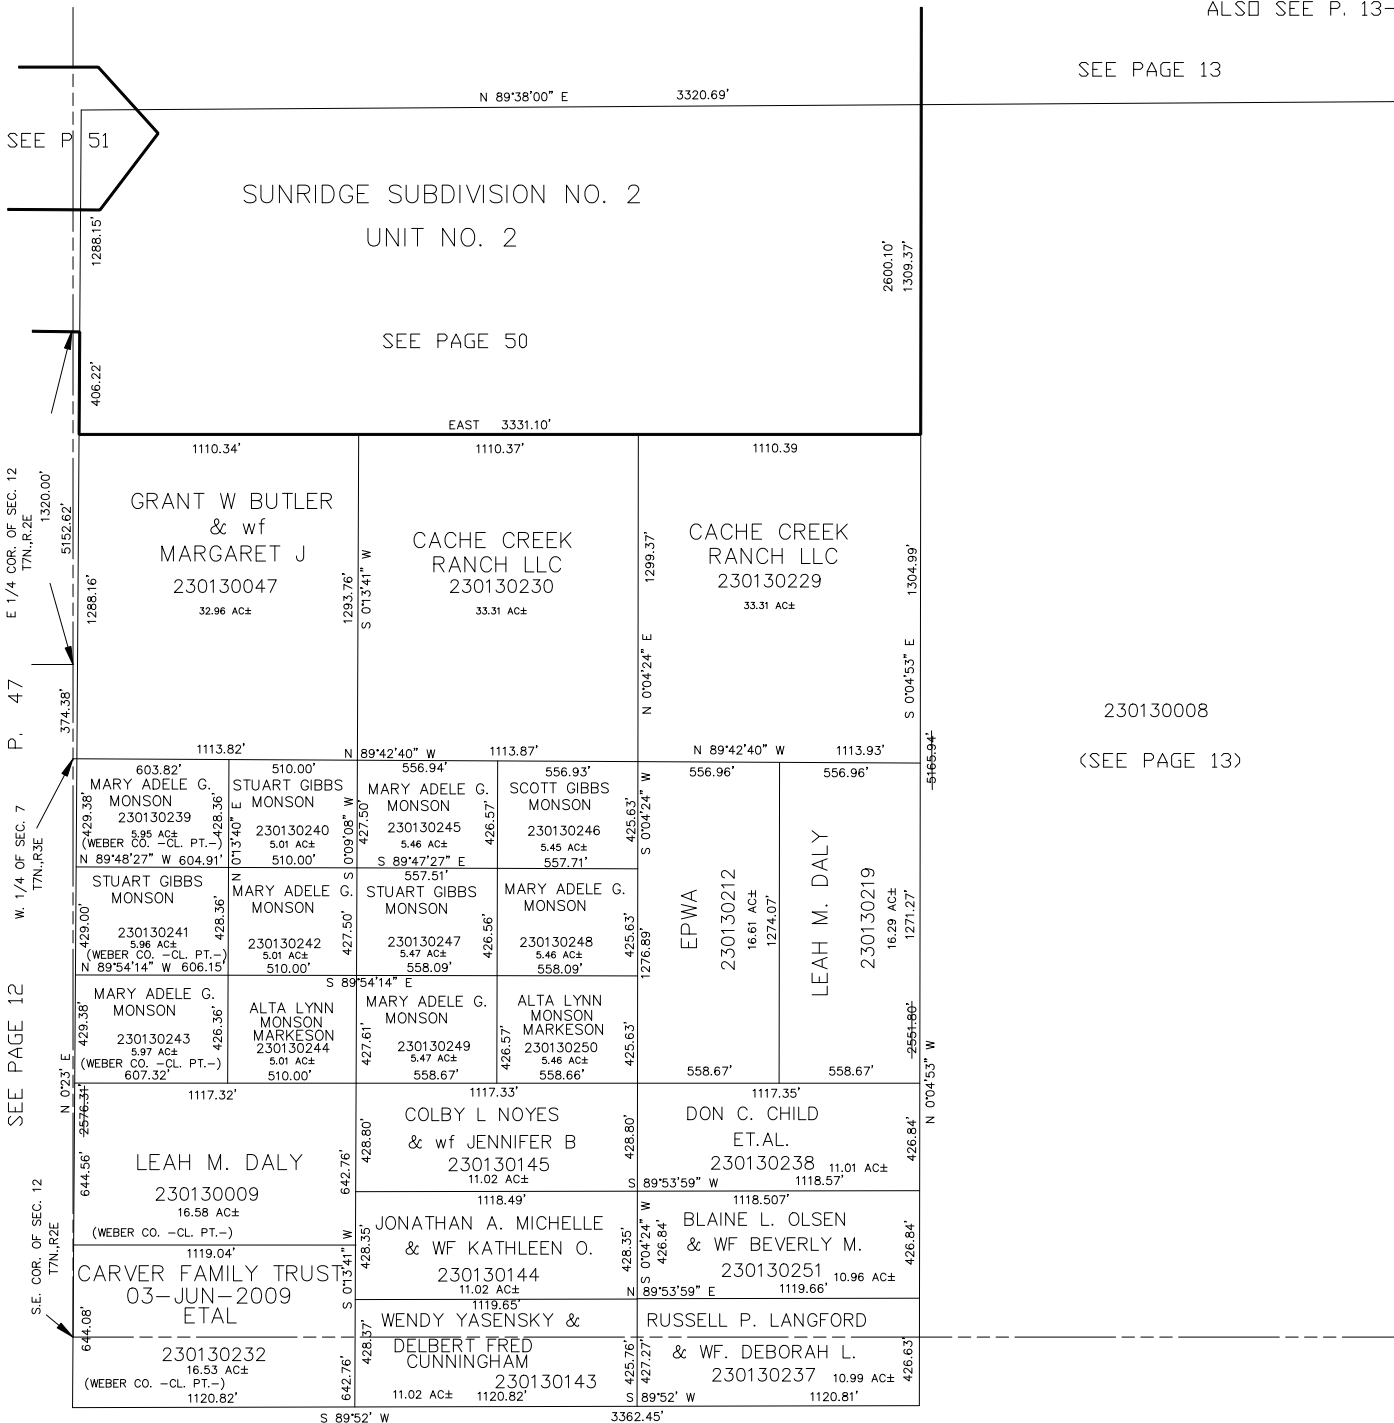 ALSO SEE P. 13-
SEE PAGE 13
N 89°38'00" E 3320.69'
SEE P 51
SUNRIDGE SUBDIVISION NO. 2
UNIT NO. 2
1288.15'
2600.10'
1309.37'
SEE PAGE 50
406.22'
EAST 3331.10'
1110.34'
1110.37'
1110.39
E 1/4 COR. OF SEC. 12
T7N.,R.2E
1320.00'
5152.62'
GRANT W BUTLER
& wf
MARGARET J
230130047
32.96 AC±
1288.16'
1293.76'
S 0°13'41" W
CACHE CREEK
RANCH LLC
230130230
33.31 AC±
1299.37'
N 0°04'24" E
CACHE CREEK
RANCH LLC
230130229
33.31 AC±
1304.99'
S 0°04'53" E
P. 47
374.38'
230130008
(SEE PAGE 13)
1113.82'
N 89°42'40" W 1113.87'
N 89°42'40" W 1113.93'
5165.94'
W. 1/4 OF SEC. 7
T7N.,R3E
603.82'
MARY ADELE G.
MONSON
230130239
5.95 AC±
(WEBER CO. -CL. PT.-)
N 89°48'27" W 604.91'
429.38'
428.36'
N 0°13'40" E
510.00'
STUART GIBBS
MONSON
230130240
5.01 AC±
510.00'
S 0°09'08" W
427.50'
556.94'
MARY ADELE G.
MONSON
230130245
5.46 AC±
S 89°47'27" E
426.57'
556.93'
SCOTT GIBBS
MONSON
230130246
5.45 AC±
557.71'
425.63'
S 0°04'24" W
556.96'
556.96'
STUART GIBBS
MONSON
230130241
5.96 AC±
(WEBER CO. -CL. PT.-)
N 89°54'14" W 606.15'
429.00'
428.36'
MARY ADELE G.
MONSON
230130242
5.01 AC±
510.00'
427.50'
557.51'
STUART GIBBS
MONSON
230130247
5.47 AC±
558.09'
426.56'
MARY ADELE G.
MONSON
230130248
5.46 AC±
558.09'
425.63'
1276.89'
EPWA
230130212
16.61 AC±
1274.07'
LEAH M. DALY
230130219
16.29 AC±
1271.27'
S 89°54'14" E
SEE PAGE 12
N 0°23' E
MARY ADELE G.
MONSON
230130243
5.97 AC±
(WEBER CO. -CL. PT.-)
607.32'
429.38'
426.36'
ALTA LYNN
MONSON
MARKESON
230130244
5.01 AC±
510.00'
427.61'
MARY ADELE G.
MONSON
230130249
5.47 AC±
558.67'
426.57'
ALTA LYNN
MONSON
MARKESON
230130250
5.46 AC±
558.66'
425.63'
558.67'
558.67'
2551.80'
N 0°04'53" W
2576.31'
1117.32'
1117.33'
1117.35'
LEAH M. DALY
230130009
16.58 AC±
(WEBER CO. -CL. PT.-)
644.56'
642.76'
1119.04'
COLBY L NOYES
& wf JENNIFER B
230130145
11.02 AC±
428.80'
428.80'
1118.49'
DON C. CHILD
ET.AL.
230130238 11.01 AC±
S 89°53'59" W 1118.57'
426.84'
1118.507'
JONATHAN A. MICHELLE
& WF KATHLEEN O.
230130144
11.02 AC±
428.35'
428.35'
1119.65'
S 0°04'24" W
426.84'
BLAINE L. OLSEN
& WF BEVERLY M.
230130251 10.96 AC±
N 89°53'59" E 1119.66'
426.84'
S.E. COR. OF SEC. 12
T7N.,R2E
CARVER FAMILY TRUST
03-JUN-2009
ETAL
230130232
16.53 AC±
(WEBER CO. -CL. PT.-)
1120.82'
644.08'
S 0°13'41" W
642.76'
WENDY YASENSKY &
DELBERT FRED
CUNNINGHAM
230130143
11.02 AC± 1120.82'
428.37'
425.76'
427.27'
RUSSELL P. LANGFORD
& WF. DEBORAH L.
230130237 10.99 AC±
S 89°52' W 1120.81'
426.63'
S 89°52' W 3362.45'